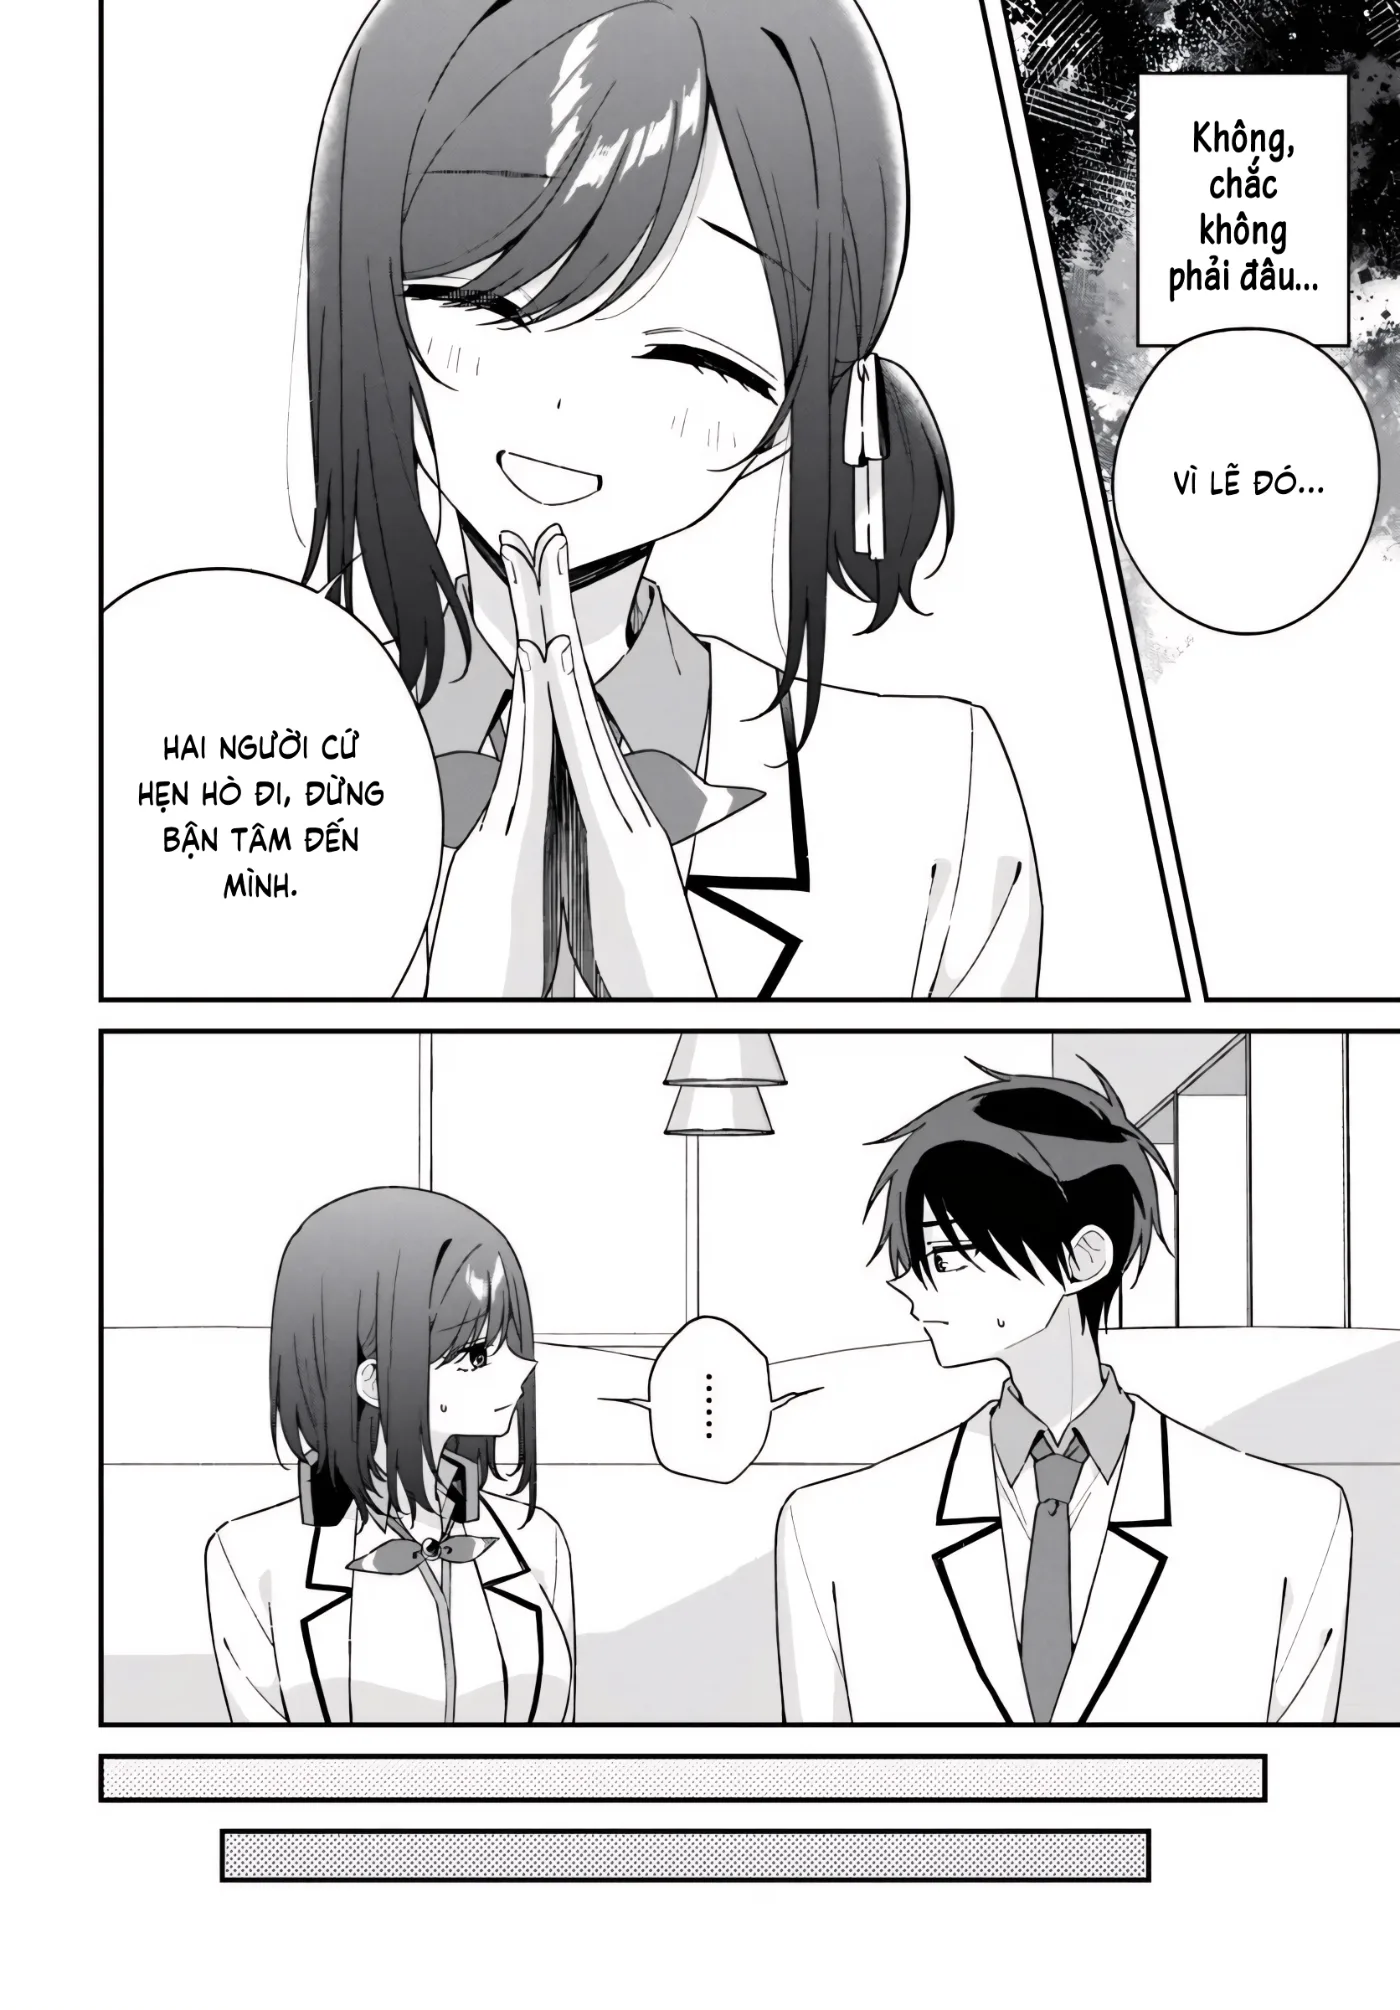 Không,
chắc
không
phải đâu...
VÌ LẼ ĐÓ...
HAI NGƯỜI CỨ
HẸN HÒ ĐI, ĐỪNG
BẬN TÂM ĐẾN
MÌNH.
.......